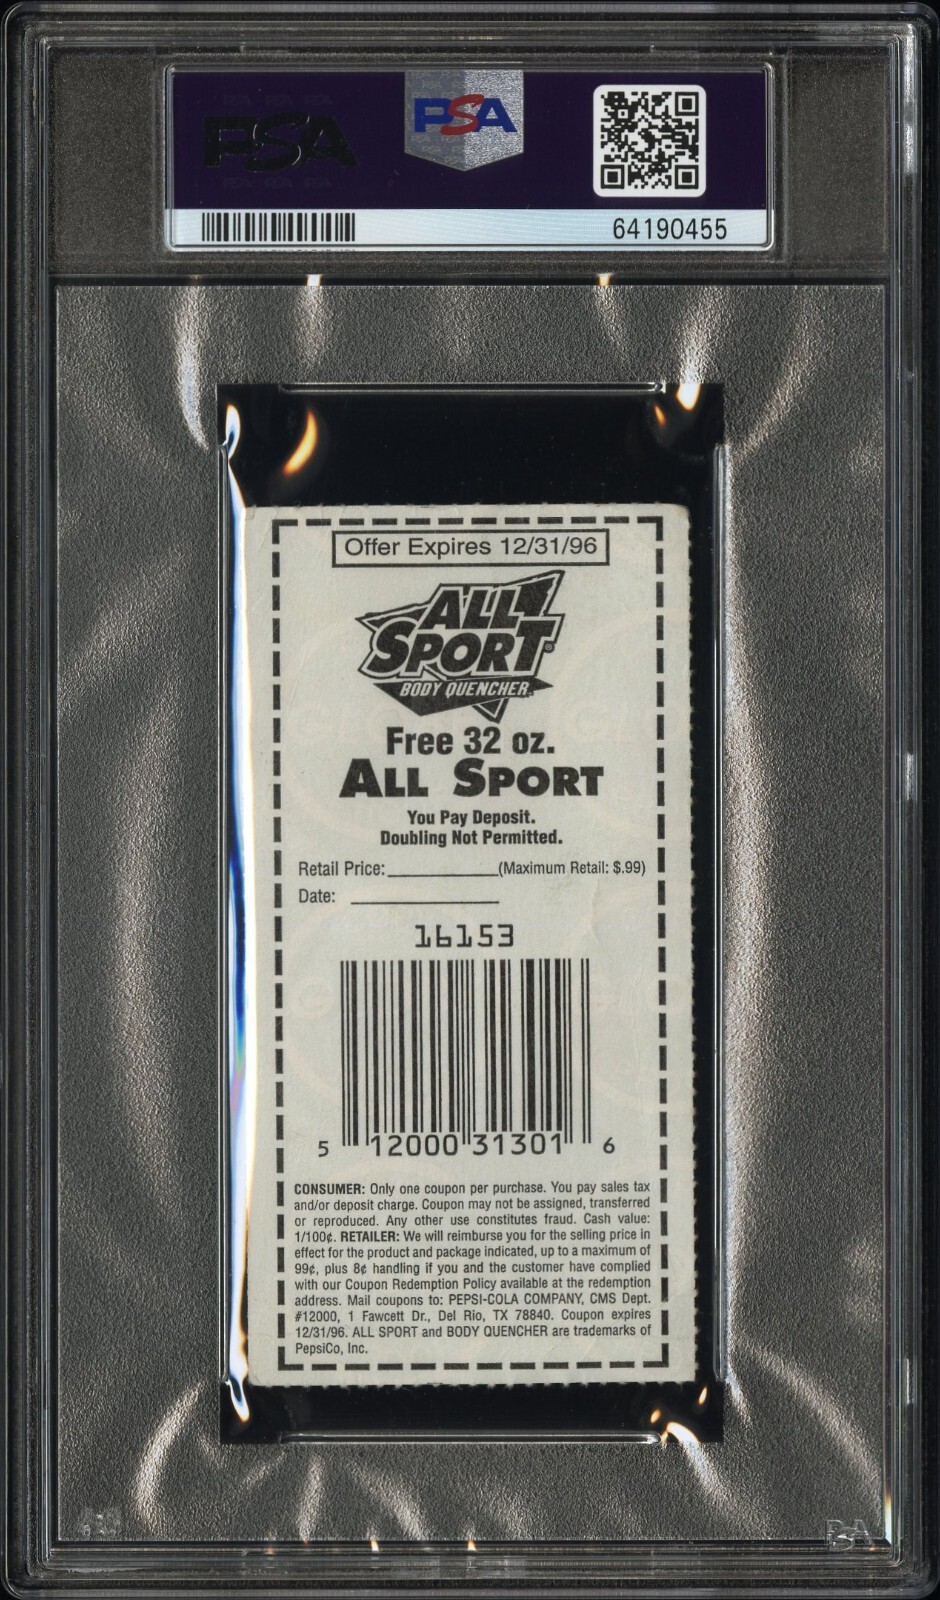 PSA
PSA
64190455
Offer Expires 12/31/96
ALL
SPORT®
BODY QUENCHER
Free 32 oz.
ALL SPORT
You Pay Deposit.
Doubling Not Permitted.
Retail Price:__________(Maximum Retail: $.99)
Date: __________
16153
5 12000 31301 6
CONSUMER: Only one coupon per purchase. You pay sales tax
and/or deposit charge. Coupon may not be assigned, transferred
or reproduced. Any other use constitutes fraud. Cash value:
1/100¢. RETAILER: We will reimburse you for the selling price in
effect for the product and package indicated, up to a maximum of
99¢, plus 8¢ handling if you and the customer have complied
with our Coupon Redemption Policy available at the redemption
address. Mail coupons to: PEPSI-COLA COMPANY, CMS Dept.
#12000, 1 Fawcett Dr., Del Rio, TX 78840. Coupon expires
12/31/96. ALL SPORT and BODY QUENCHER are trademarks of
PepsiCo, Inc.
PSA